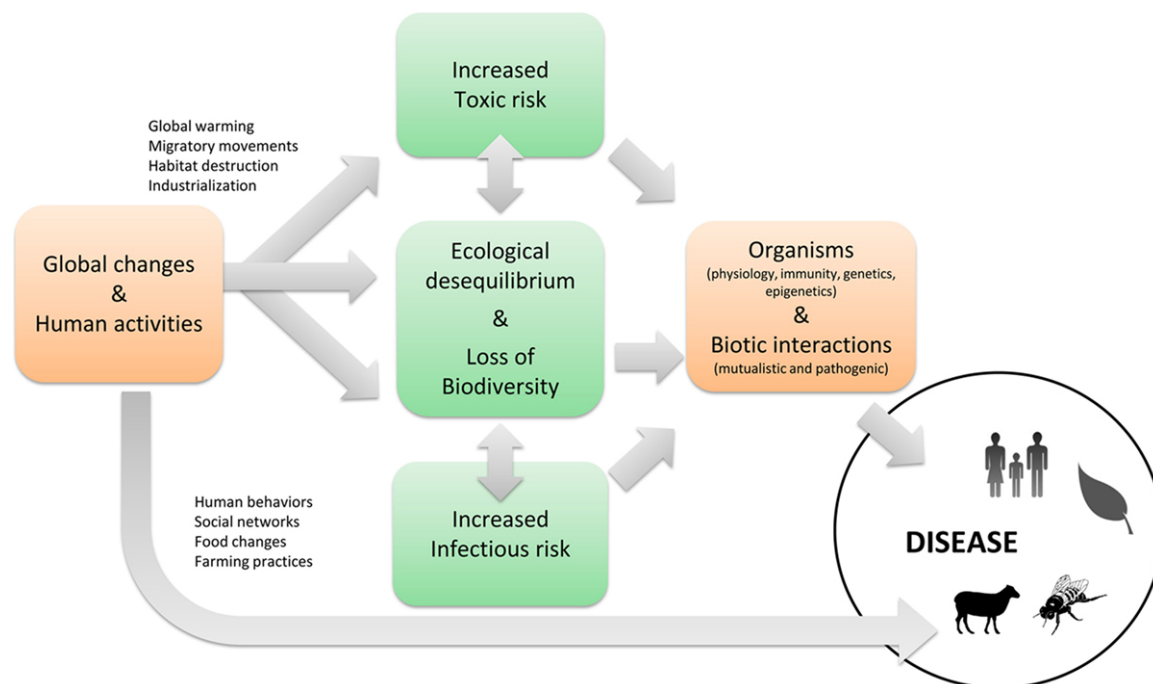 Increased
Toxic risk
Global warming
Migratory movements
Habitat destruction
Industrialization
Global changes
&
Human activities
Ecological
desequilibrium
&
Loss of
Biodiversity
Organisms
(physiology, immunity, genetics,
epigenetics)
&
Biotic interactions
(mutualistic and pathogenic)
Human behaviors
Social networks
Food changes
Farming practices
Increased
Infectious risk
DISEASE